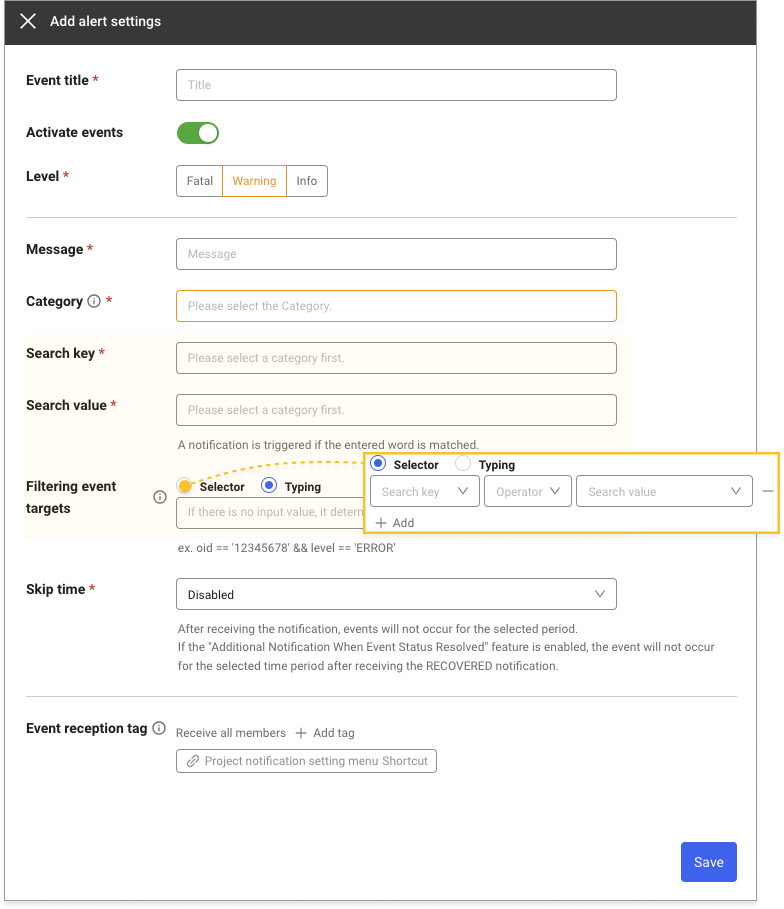 Add alert settings
Event title *
Title
Activate events
Level *
Fatal Warning Info
Message *
Message
Category *
Please select the Category.
Search key *
Please select a category first.
Search value *
Please select a category first.
A notification is triggered if the entered word is matched.
Filtering event
targets
Selector Typing
If there is no input value, it detern
Selector Typing
Search key Operator Search value
+ Add
ex. oid == '12345678' && level == 'ERROR'
Skip time *
Disabled
After receiving the notification, events will not occur for the selected period.
If the "Additional Notification When Event Status Resolved" feature is enabled, the event will not occur
for the selected time period after receiving the RECOVERED notification.
Event reception tag
Receive all members + Add tag
Project notification setting menu Shortcut
Save